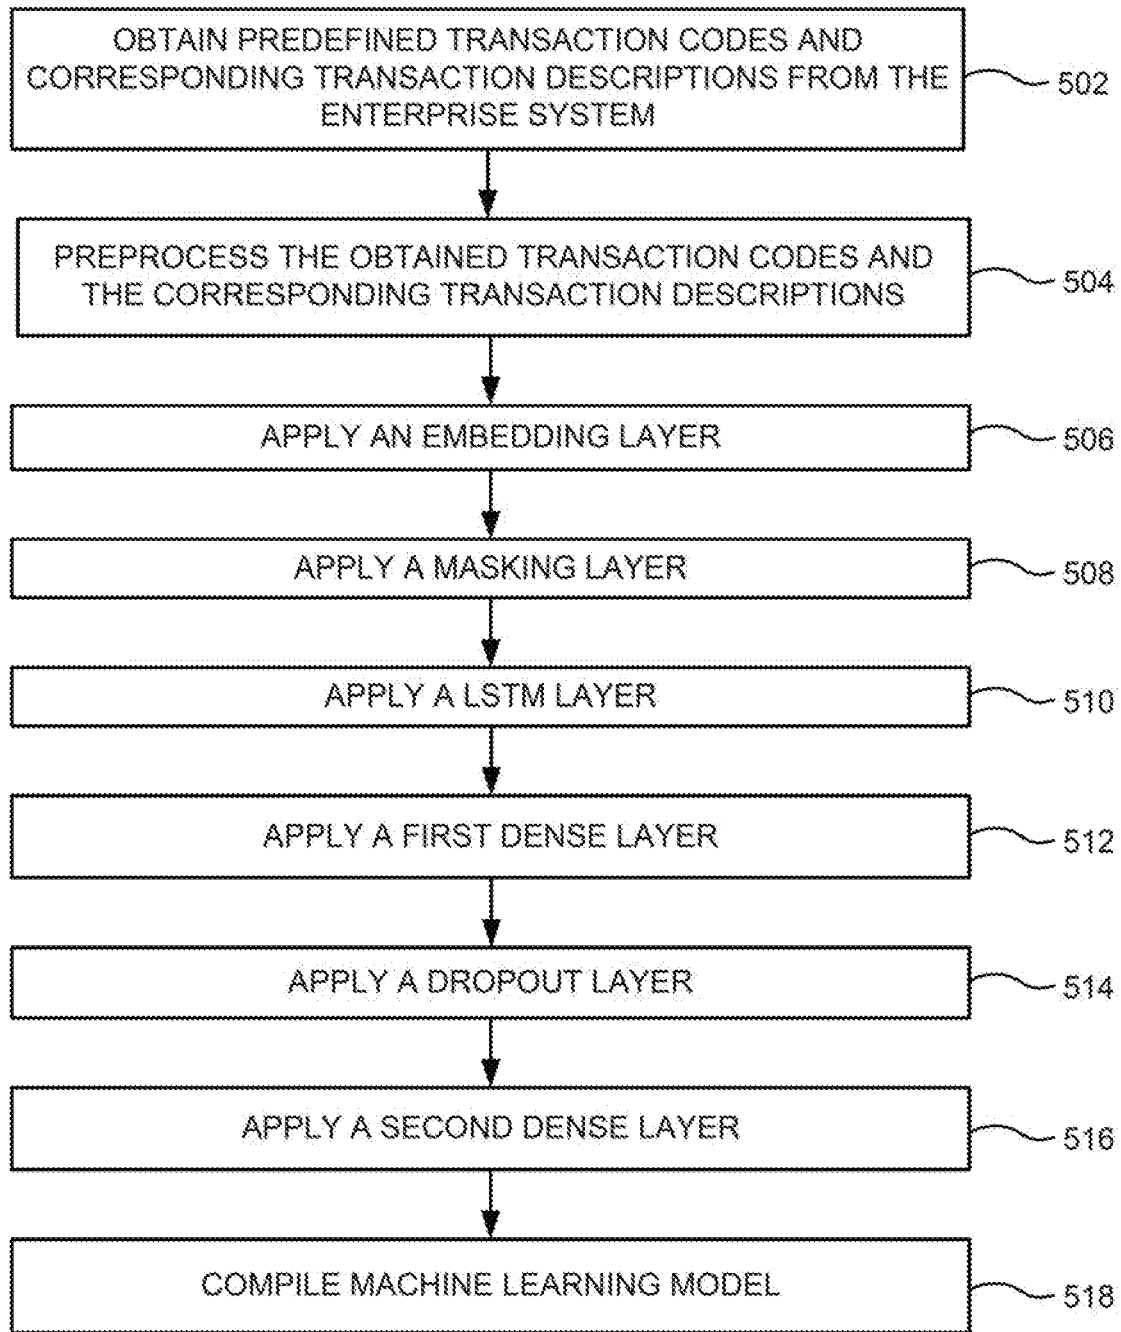 OBTAIN PREDEFINED TRANSACTION CODES AND
CORRESPONDING TRANSACTION DESCRIPTIONS FROM THE
ENTERPRISE SYSTEM
502
PREPROCESS THE OBTAINED TRANSACTION CODES AND
THE CORRESPONDING TRANSACTION DESCRIPTIONS
504
APPLY AN EMBEDDING LAYER
506
APPLY A MASKING LAYER
508
APPLY A LSTM LAYER
510
APPLY A FIRST DENSE LAYER
512
APPLY A DROPOUT LAYER
514
APPLY A SECOND DENSE LAYER
516
COMPILE MACHINE LEARNING MODEL
518